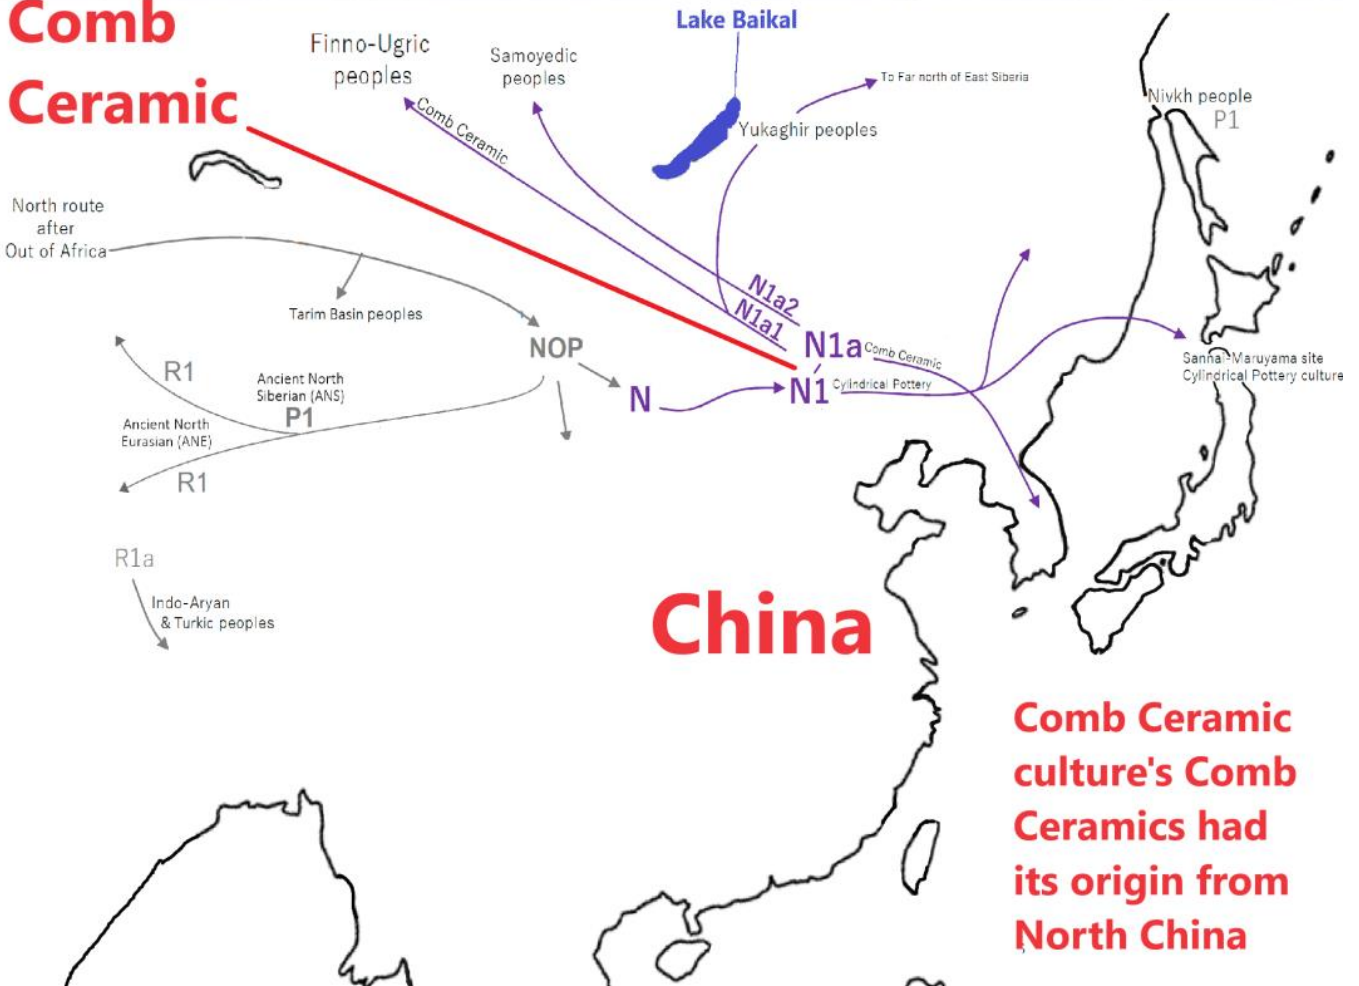 Comb
Ceramic
Lake Baikal
Finno-Ugric
peoples
Samoyedic
peoples
Comb Ceramic
To Far north of East Siberia
Yukaghir peoples
Nivkh people
P1
North route
after
Out of Africa
Tarim Basin peoples
NOP
N
N1a2
N1a1
N1a
Comb Ceramic
N1
Cylindrical Pottery
Sannai-Maruyama site
Cylindrical Pottery culture
R1
Ancient North
Siberian (ANS)
P1
Ancient North
Eurasian (ANE)
R1
R1a
Indo-Aryan
& Turkic peoples
China
Comb Ceramic
culture's Comb
Ceramics had
its origin from
North China